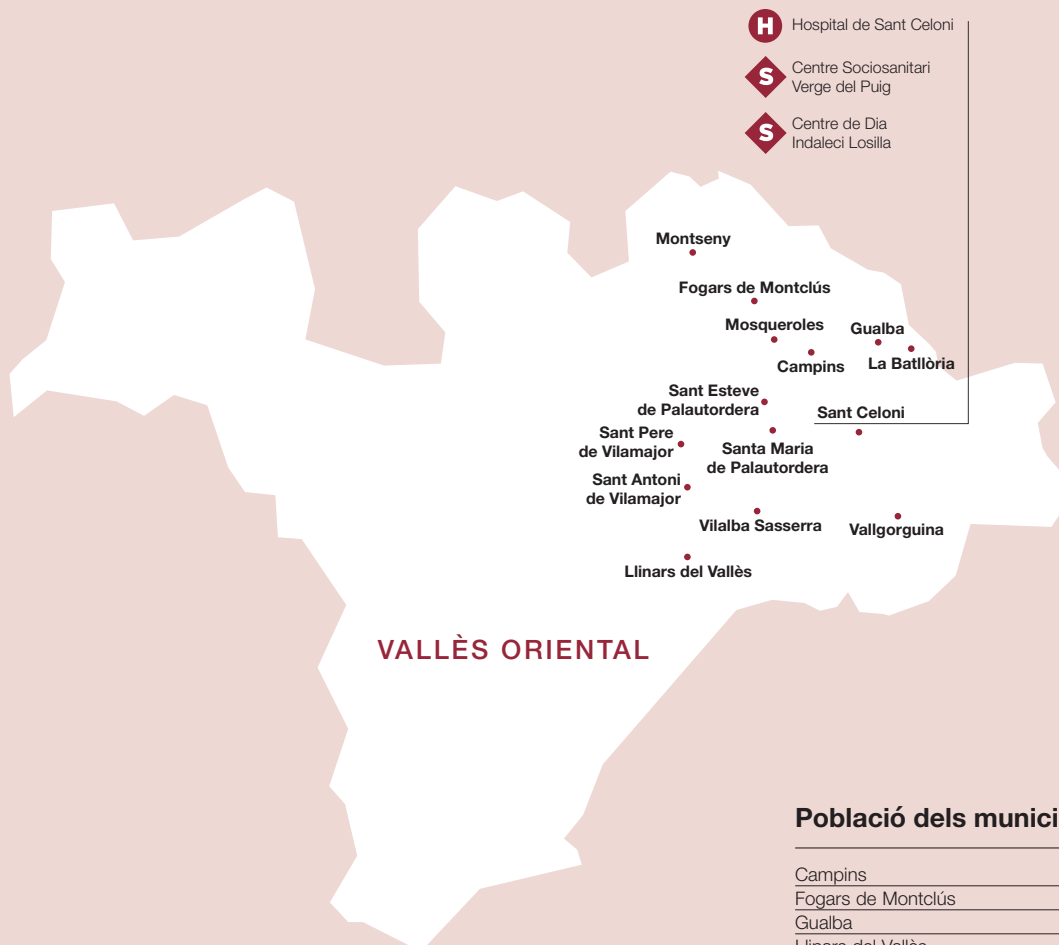 H Hospital de Sant Celoni
S Centre Sociosanitari
Verge del Puig
S Centre de Dia
Indaleci Losilla
Montseny
Fogars de Montclús
Mosqueroles
Gualba
Campins
La Batllòria
Sant Esteve
de Palautordera
Sant Celoni
Sant Pere
de Vilamajor
Santa Maria
de Palautordera
Sant Antoni
de Vilamajor
Vilalba Sasserra
Vallgorguina
Llinars del Vallès
VALLÈS ORIENTAL
Població dels munici
Campins
Fogars de Montclús
Gualba
Llinars del Vallès